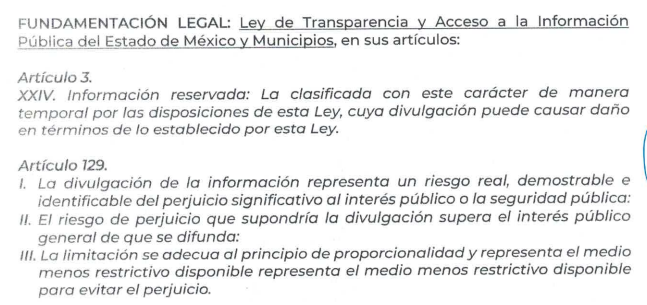 FUNDAMENTACIÓN LEGAL: Ley de Transparencia y Acceso a la Información
Pública del Estado de México y Municipios, en sus artículos:
Artículo 3.
XXIV. Información reservada: La clasificada con este carácter de manera
temporal por las disposiciones de esta Ley, cuya divulgación puede causar daño
en términos de lo establecido por esta Ley.
Artículo 129.
I. La divulgación de la información representa un riesgo real, demostrable e
identificable del perjuicio significativo al interés público o la seguridad pública:
II. El riesgo de perjuicio que supondría la divulgación supera el interés público
general de que se difunda:
III. La limitación se adecua al principio de proporcionalidad y representa el medio
menos restrictivo disponible representa el medio menos restrictivo disponible
para evitar el perjuicio.